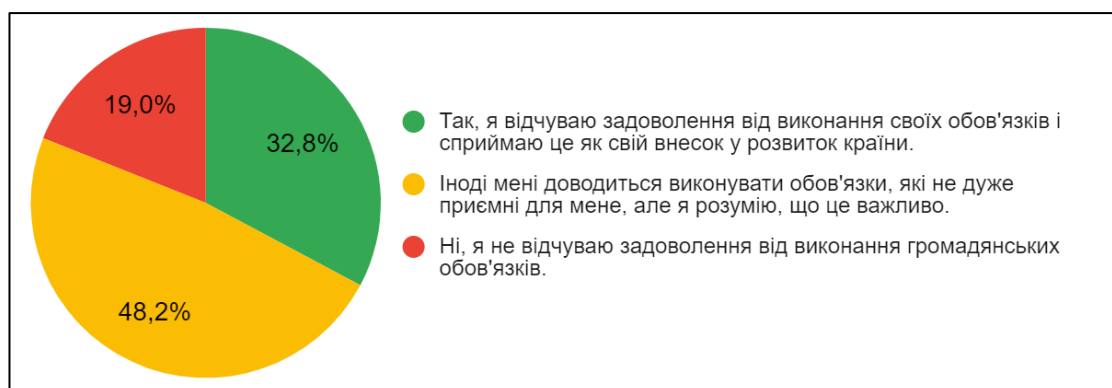 19,0%
32,8%
48,2%
Так, я відчуваю задоволення від виконання своїх обов'язків і
сприймаю це як свій внесок у розвиток країни.
Іноді мені доводиться виконувати обов'язки, які не дуже
приємні для мене, але я розумію, що це важливо.
Ні, я не відчуваю задоволення від виконання громадянських
обов'язків.